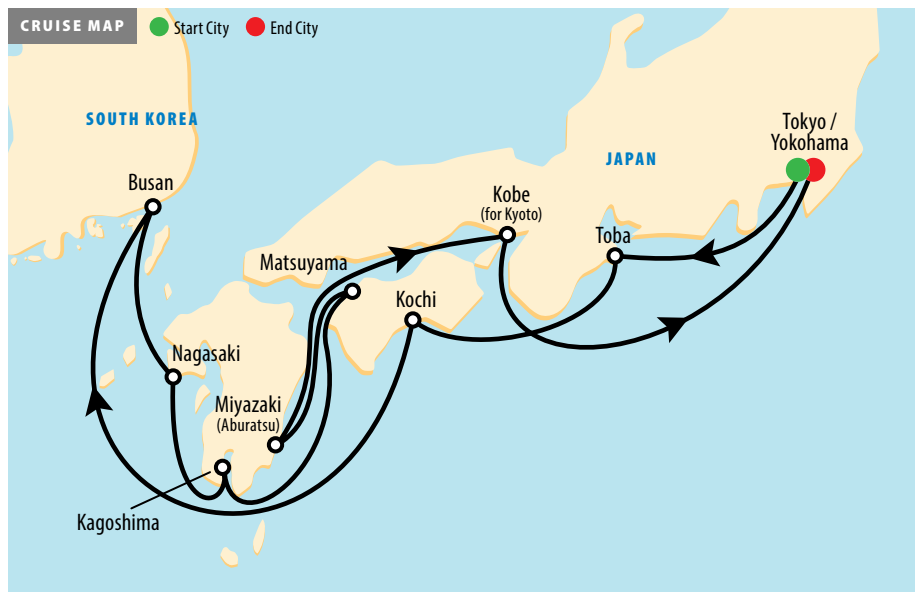 CRUISE MAP
Start City
End City
SOUTH KOREA
Busan
Tokyo /
Yokohama
JAPAN
Kobe
(for Kyoto)
Toba
Matsuyama
Kochi
Nagasaki
Miyazaki
(Aburatsu)
Kagoshima